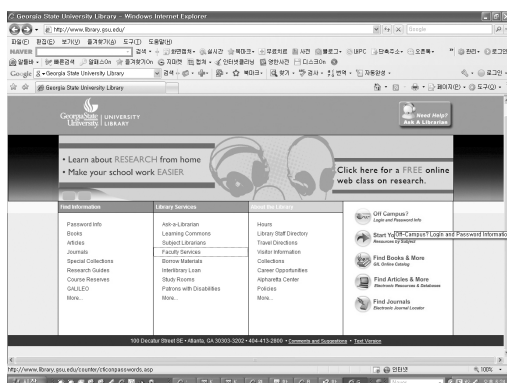 Georgia State University Library - Windows Internet Explorer
http://www.library.gsu.edu/
Google
파일(F) 편집(E) 보기(V) 즐겨찾기(A) 도구(T) 도움말(H)
NAVER
Google
Georgia State University Library
페이지(P) 도구(O)
Georgia State University | UNIVERSITY LIBRARY
Need Help?
Ask A Librarian
• Learn about RESEARCH from home
• Make your school work EASIER
Click here for a FREE online
web class on research.
Find Information
Password Info
Books
Articles
Journals
Special Collections
Research Guides
Course Reserves
GALILEO
More...
Library Services
Ask-a-Librarian
Learning Commons
Subject Librarians
Faculty Services
Borrow Materials
Interlibrary Loan
Study Rooms
Patrons with Disabilities
More...
About the Library
Hours
Library Staff Directory
Travel Directions
Visitor Information
Collections
Career Opportunities
Alpharetta Center
Policies
More...
Off Campus?
Login and Password Info
Start Yo
Off-Campus? Login and Password Informatio
Resources by Subject
Find Books & More
GIL Online Catalog
Find Articles & More
Electronic Resources & Databases
Find Journals
Electronic Journal Locator
100 Decatur Street SE • Atlanta, GA 30303-3202 • 404-413-2800 • Comments and Suggestions • Text Version
http://www.library.gsu.edu/counter/cliconpasswords.asp
인터넷
100%